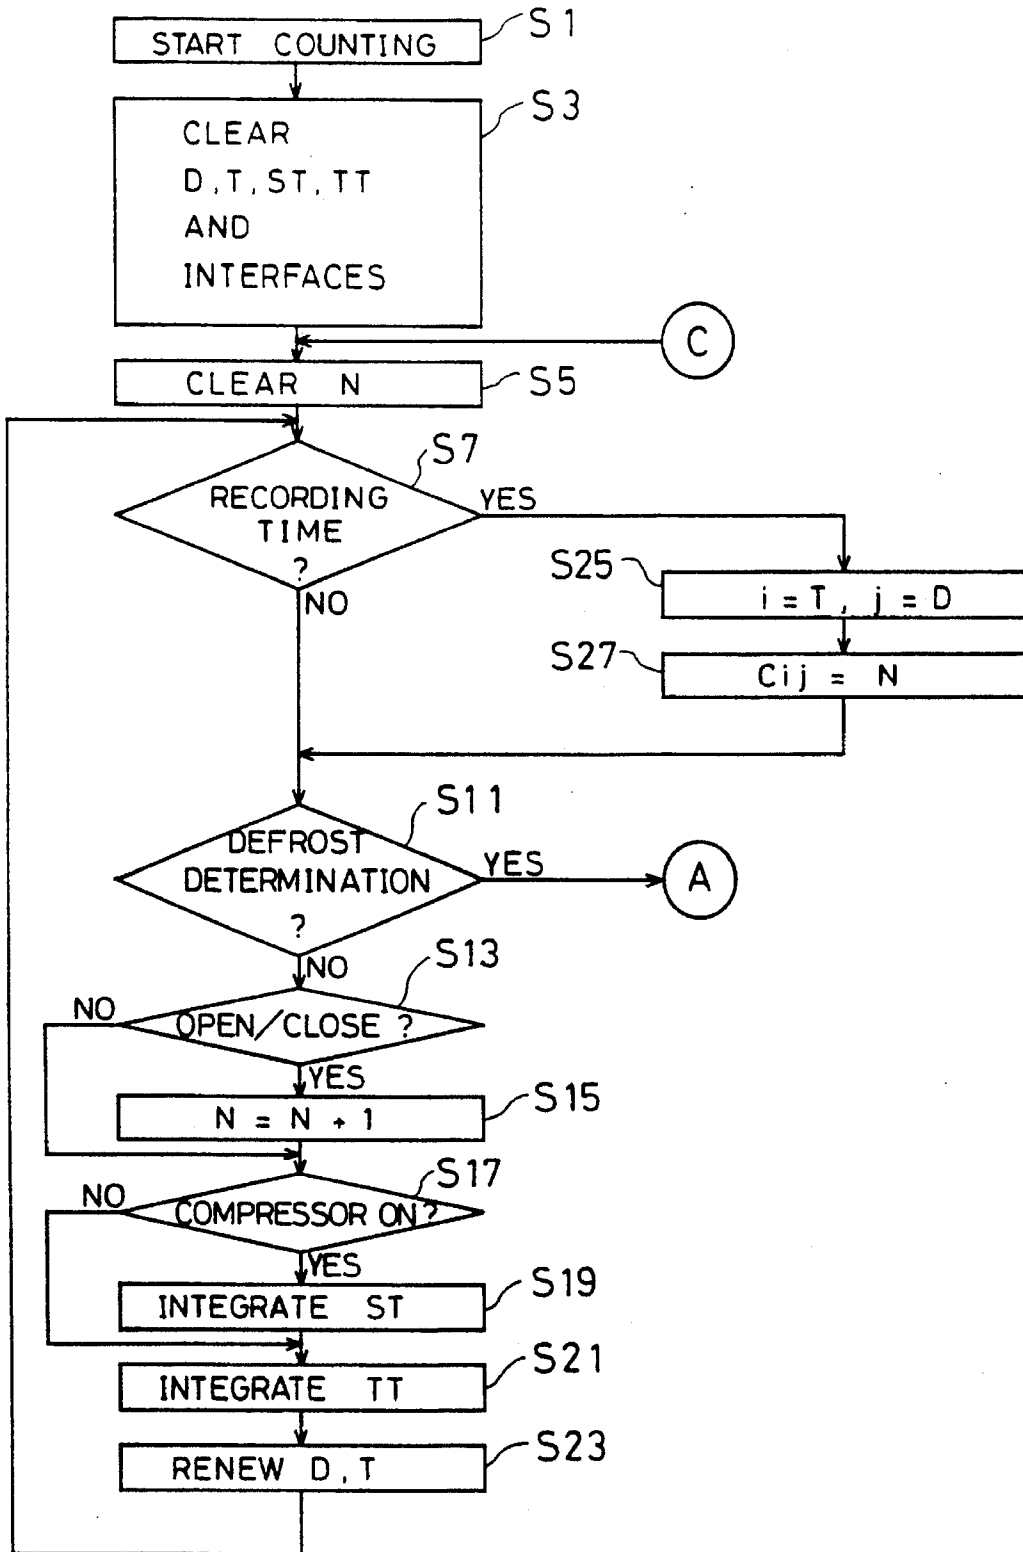 START COUNTING
S1
CLEAR
D, T, ST, TT
AND
INTERFACES
S3
C
CLEAR N
S5
S7
RECORDING
TIME
?
YES
NO
S25
i = T, j = D
S27
Cij = N
S11
DEFROST
DETERMINATION
?
YES
A
NO
S13
NO
OPEN/CLOSE ?
YES
N = N + 1
S15
S17
NO
COMPRESSOR ON?
YES
INTEGRATE ST
S19
INTEGRATE TT
S21
RENEW D, T
S23